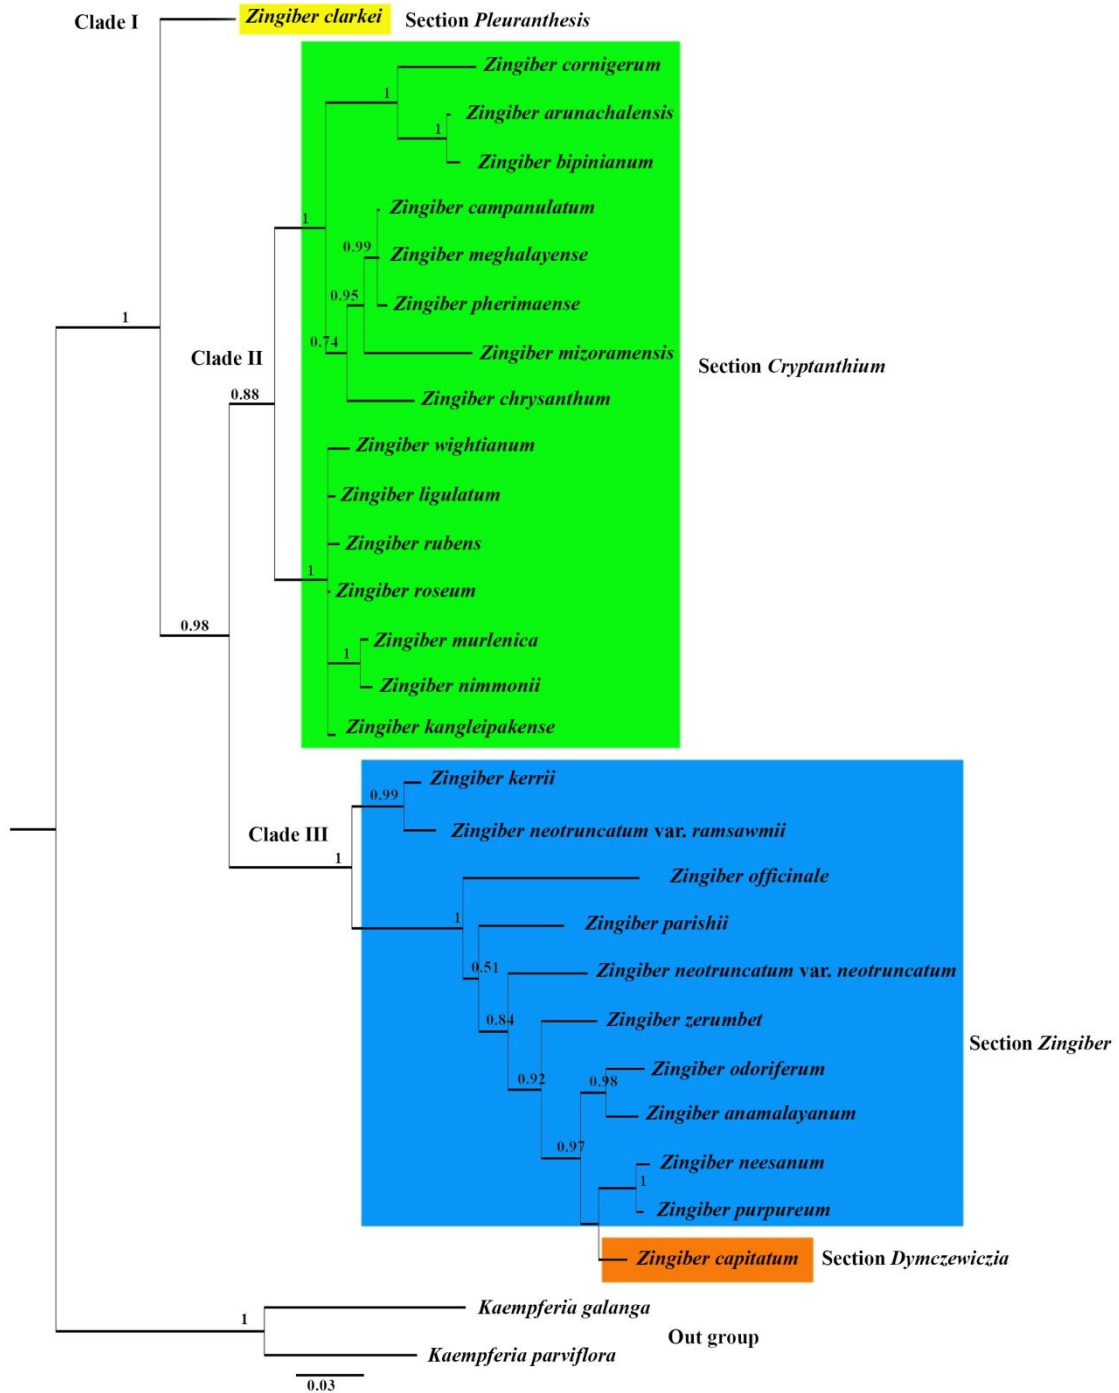 Clade I
Zingiber clarkei
Section Pleuranthesis
Zingiber cornigerum
1
Zingiber arunachalensis
1
Zingiber bipinianum
Zingiber campanulatum
1
0.99
Zingiber meghalayense
0.95
Zingiber pherimaense
1
0.74
Zingiber mizoramensis
Clade II
Section Cryptanthium
0.88
Zingiber chrysanthum
Zingiber wightianum
Zingiber ligulatum
Zingiber rubens
1
Zingiber roseum
0.98
Zingiber murlenica
1
Zingiber nimmonii
Zingiber kangleipakense
Zingiber kerrii
0.99
Clade III
Zingiber neotruncatum var. ramsawmii
1
Zingiber officinale
1
Zingiber parishii
0.51
Zingiber neotruncatum var. neotruncatum
0.84
Zingiber zerumbet
Section Zingiber
0.92
0.98
Zingiber odoriferum
Zingiber anamalayanum
0.97
Zingiber neesanum
1
Zingiber purpureum
Zingiber capitatum
Section Dymczewiczia
Kaempferia galanga
1
Out group
Kaempferia parviflora
0.03